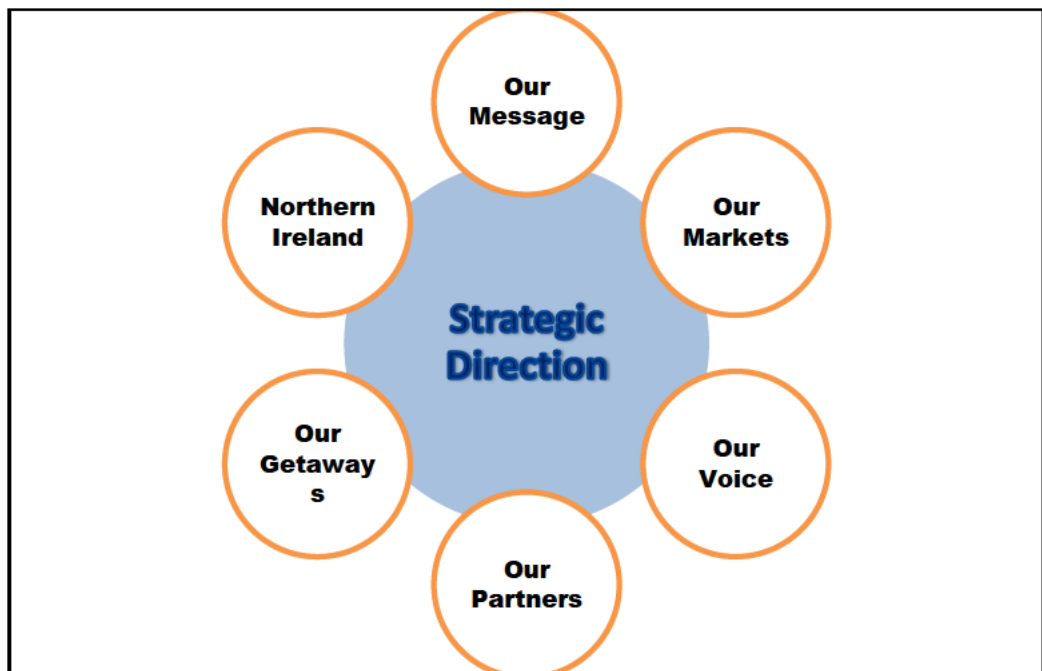 Our
Message
Northern
Ireland
Our
Markets
Strategic
Direction
Our
Getaway
s
Our
Voice
Our
Partners